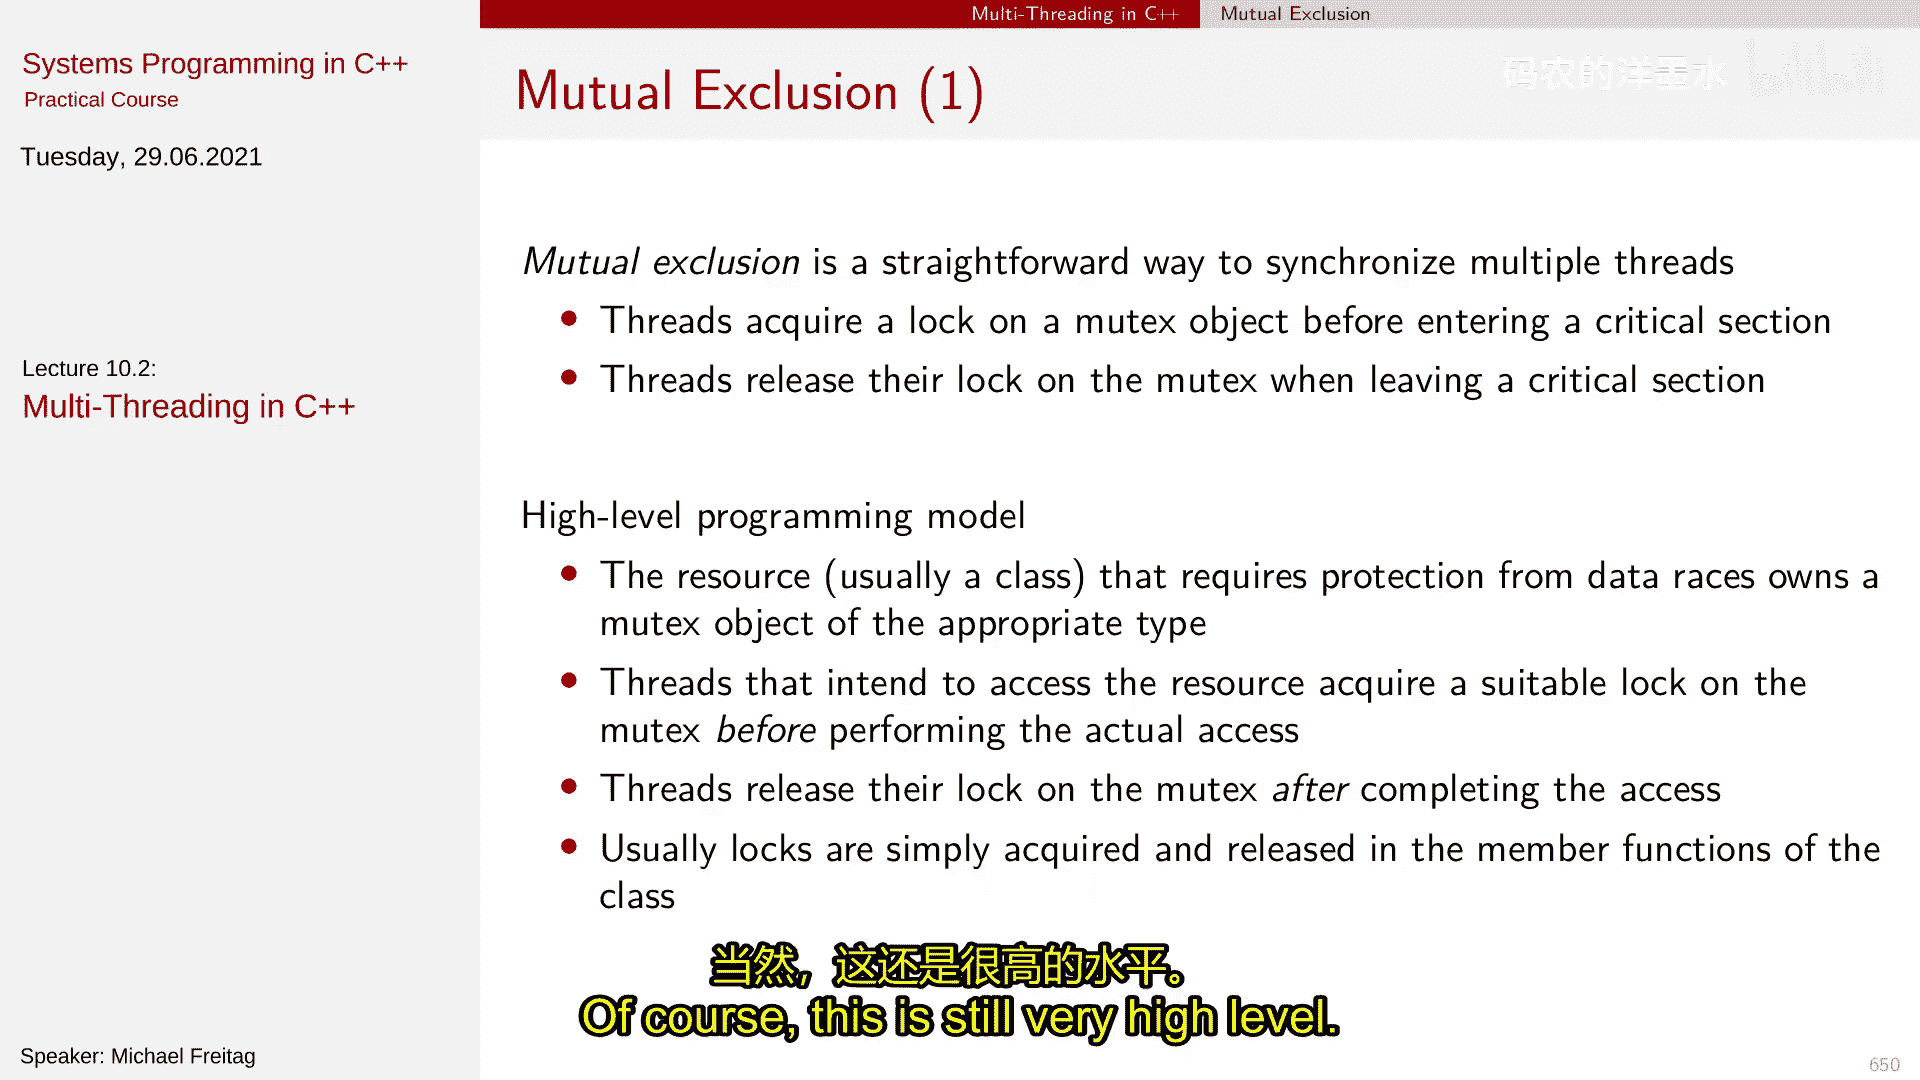 Multi-Threading in C++
Mutual Exclusion
Systems Programming in C++
Practical Course
Tuesday, 29.06.2021
Lecture 10.2:
Multi-Threading in C++
Speaker: Michael Freitag
码农的洋墨水
bilibili
Mutual Exclusion (1)
Mutual exclusion is a straightforward way to synchronize multiple threads
• Threads acquire a lock on a mutex object before entering a critical section
• Threads release their lock on the mutex when leaving a critical section
High-level programming model
• The resource (usually a class) that requires protection from data races owns a
mutex object of the appropriate type
• Threads that intend to access the resource acquire a suitable lock on the
mutex before performing the actual access
• Threads release their lock on the mutex after completing the access
• Usually locks are simply acquired and released in the member functions of the
class
当然，这还是很高的水平。
Of course, this is still very high level.
650